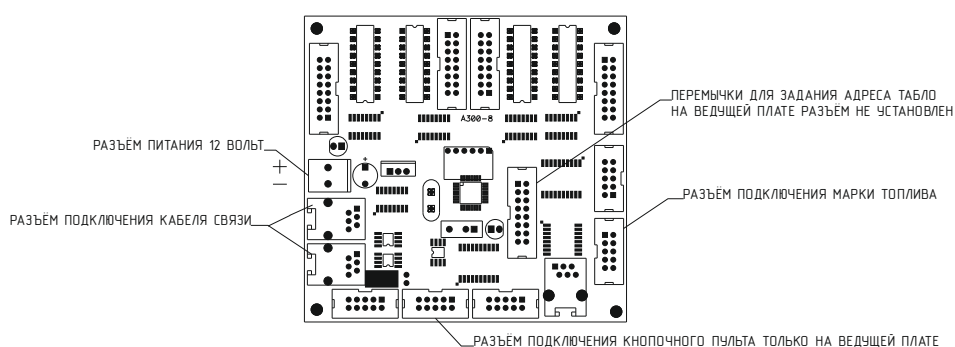 ПЕРЕМЫЧКИ ДЛЯ ЗАДАНИЯ АДРЕСА ТАБЛО
НА ВЕДУЩЕЙ ПЛАТЕ РАЗЪЁМ НЕ УСТАНОВЛЕН
A300-8
РАЗЪЁМ ПИТАНИЯ 12 ВОЛЬТ
+
+
−
РАЗЪЁМ ПОДКЛЮЧЕНИЯ МАРКИ ТОПЛИВА
РАЗЪЁМ ПОДКЛЮЧЕНИЯ КАБЕЛЯ СВЯЗИ
РАЗЪЁМ ПОДКЛЮЧЕНИЯ КНОПОЧНОГО ПУЛЬТА ТОЛЬКО НА ВЕДУЩЕЙ ПЛАТЕ